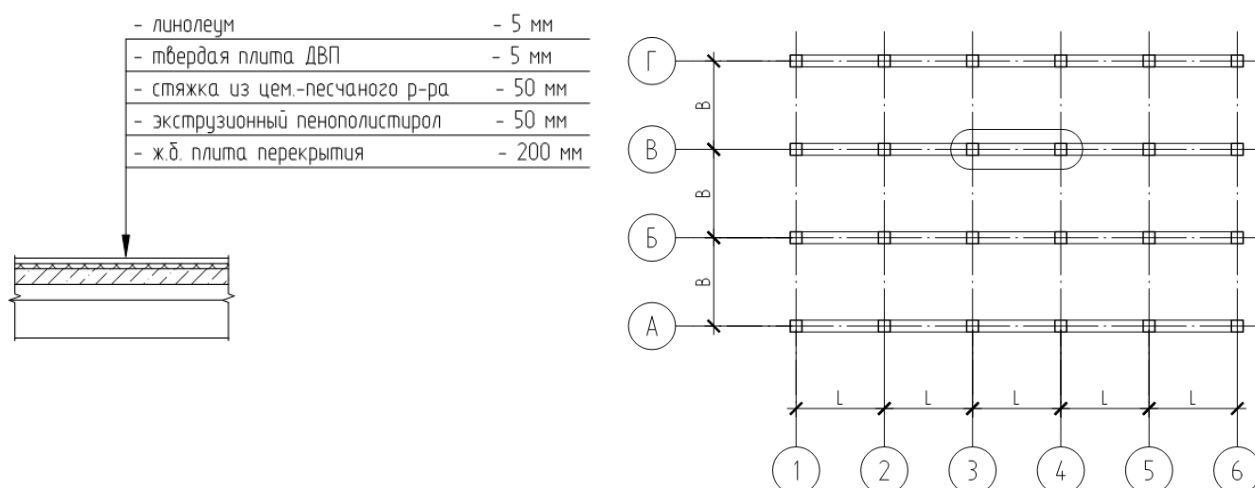 - линолеум - 5 мм
- твердая плита ДВП - 5 мм
- стяжка из цем.-песчаного р-ра - 50 мм
- экструзионный пенополистирол - 50 мм
- ж.б. плита перекрытия - 200 мм
Г
В
В
В
Б
В
А
L L L L L
1 2 3 4 5 6